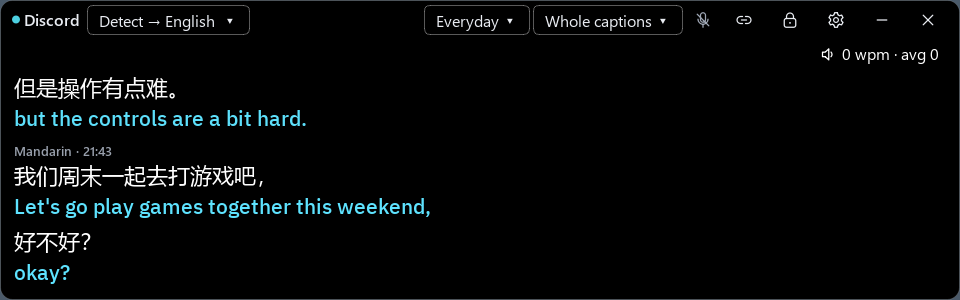 Discord
Detect → English ▼
Everyday ▼
Whole captions ▼
0 wpm · avg 0
但是操作有点难。
but the controls are a bit hard.
Mandarin · 21:43
我们周末一起去打游戏吧，
Let's go play games together this weekend,
好不好？
okay?